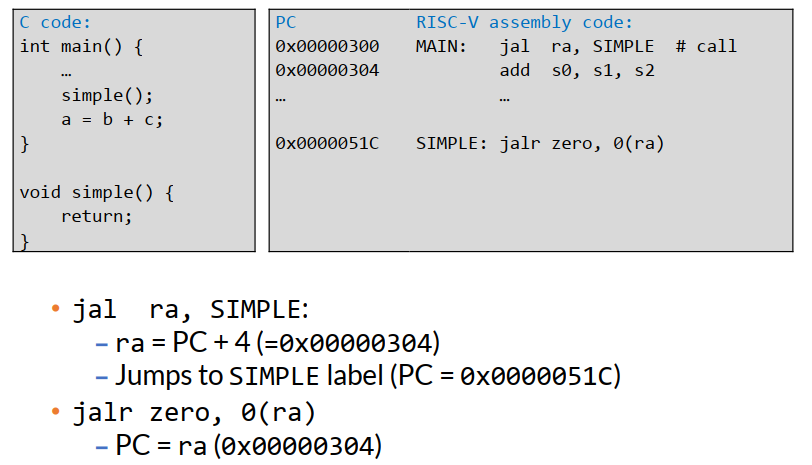 C code:
int main() {
…
simple();
a = b + c;
}
void simple() {
return;
}
PC RISC-V assembly code:
0x00000300 MAIN: jal ra, SIMPLE # call
0x00000304 add s0, s1, s2
… …
0x0000051C SIMPLE: jalr zero, 0(ra)
• jal ra, SIMPLE:
– ra = PC + 4 (=0x00000304)
– Jumps to SIMPLE label (PC = 0x0000051C)
• jalr zero, 0(ra)
– PC = ra (0x00000304)